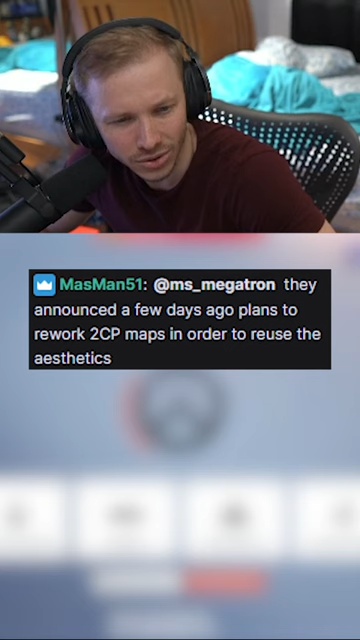 MasMan51: @ms_megatron they
announced a few days ago plans to
rework 2CP maps in order to reuse the
aesthetics